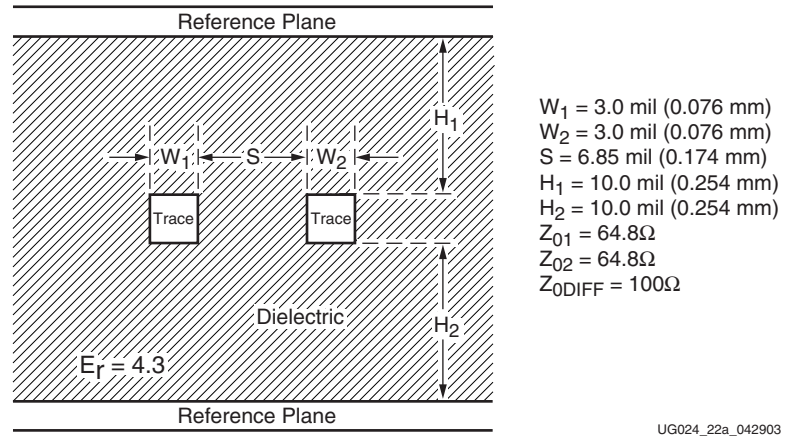 Reference Plane
H1
W1 S W2
Trace Trace
Dielectric
H2
Er = 4.3
Reference Plane
W1 = 3.0 mil (0.076 mm)
W2 = 3.0 mil (0.076 mm)
S = 6.85 mil (0.174 mm)
H1 = 10.0 mil (0.254 mm)
H2 = 10.0 mil (0.254 mm)
Z01 = 64.8Ω
Z02 = 64.8Ω
Z0DIFF = 100Ω
UG024_22a_042903